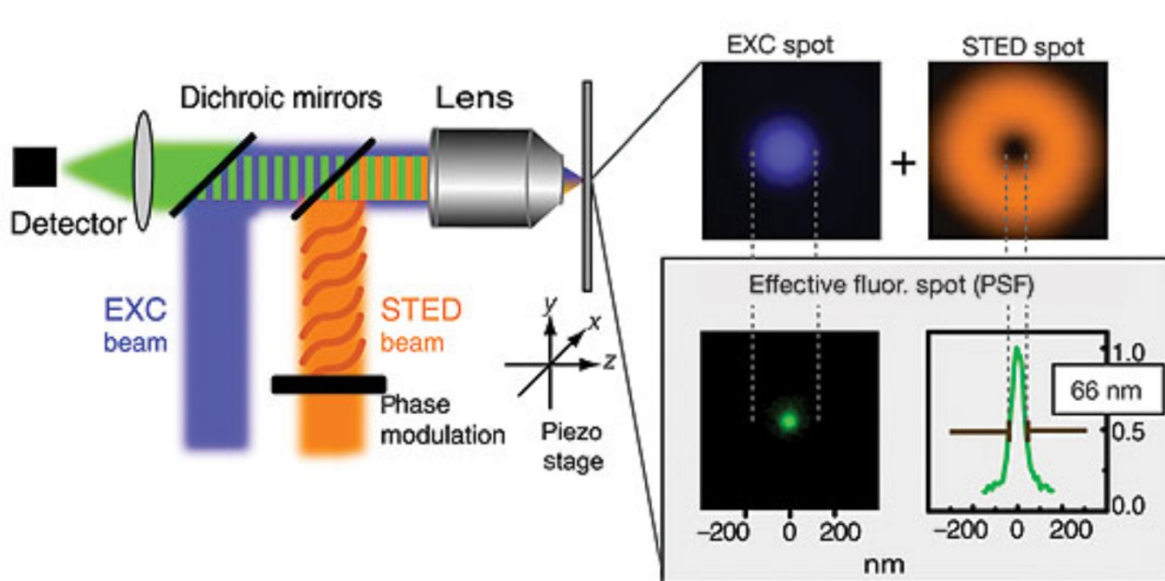 EXC spot
STED spot
Dichroic mirrors
Lens
Detector
+
EXC
beam
STED
beam
y
x
z
Phase
modulation
Piezo
stage
Effective fluor. spot (PSF)
1.0
66 nm
0.5
0.0
−200 0 200
−200 0 200
nm